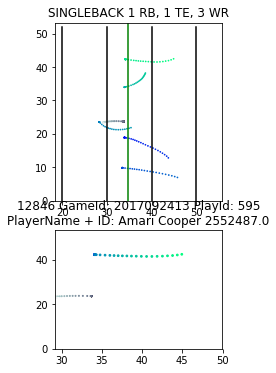 SINGLEBACK 1 RB, 1 TE, 3 WR
50
40
30
20
10
0
20 30 40 50
12846 GameId: 2017092413 PlayId: 595
PlayerName + ID: Amari Cooper 2552487.0
40
20
0
30 35 40 45 50